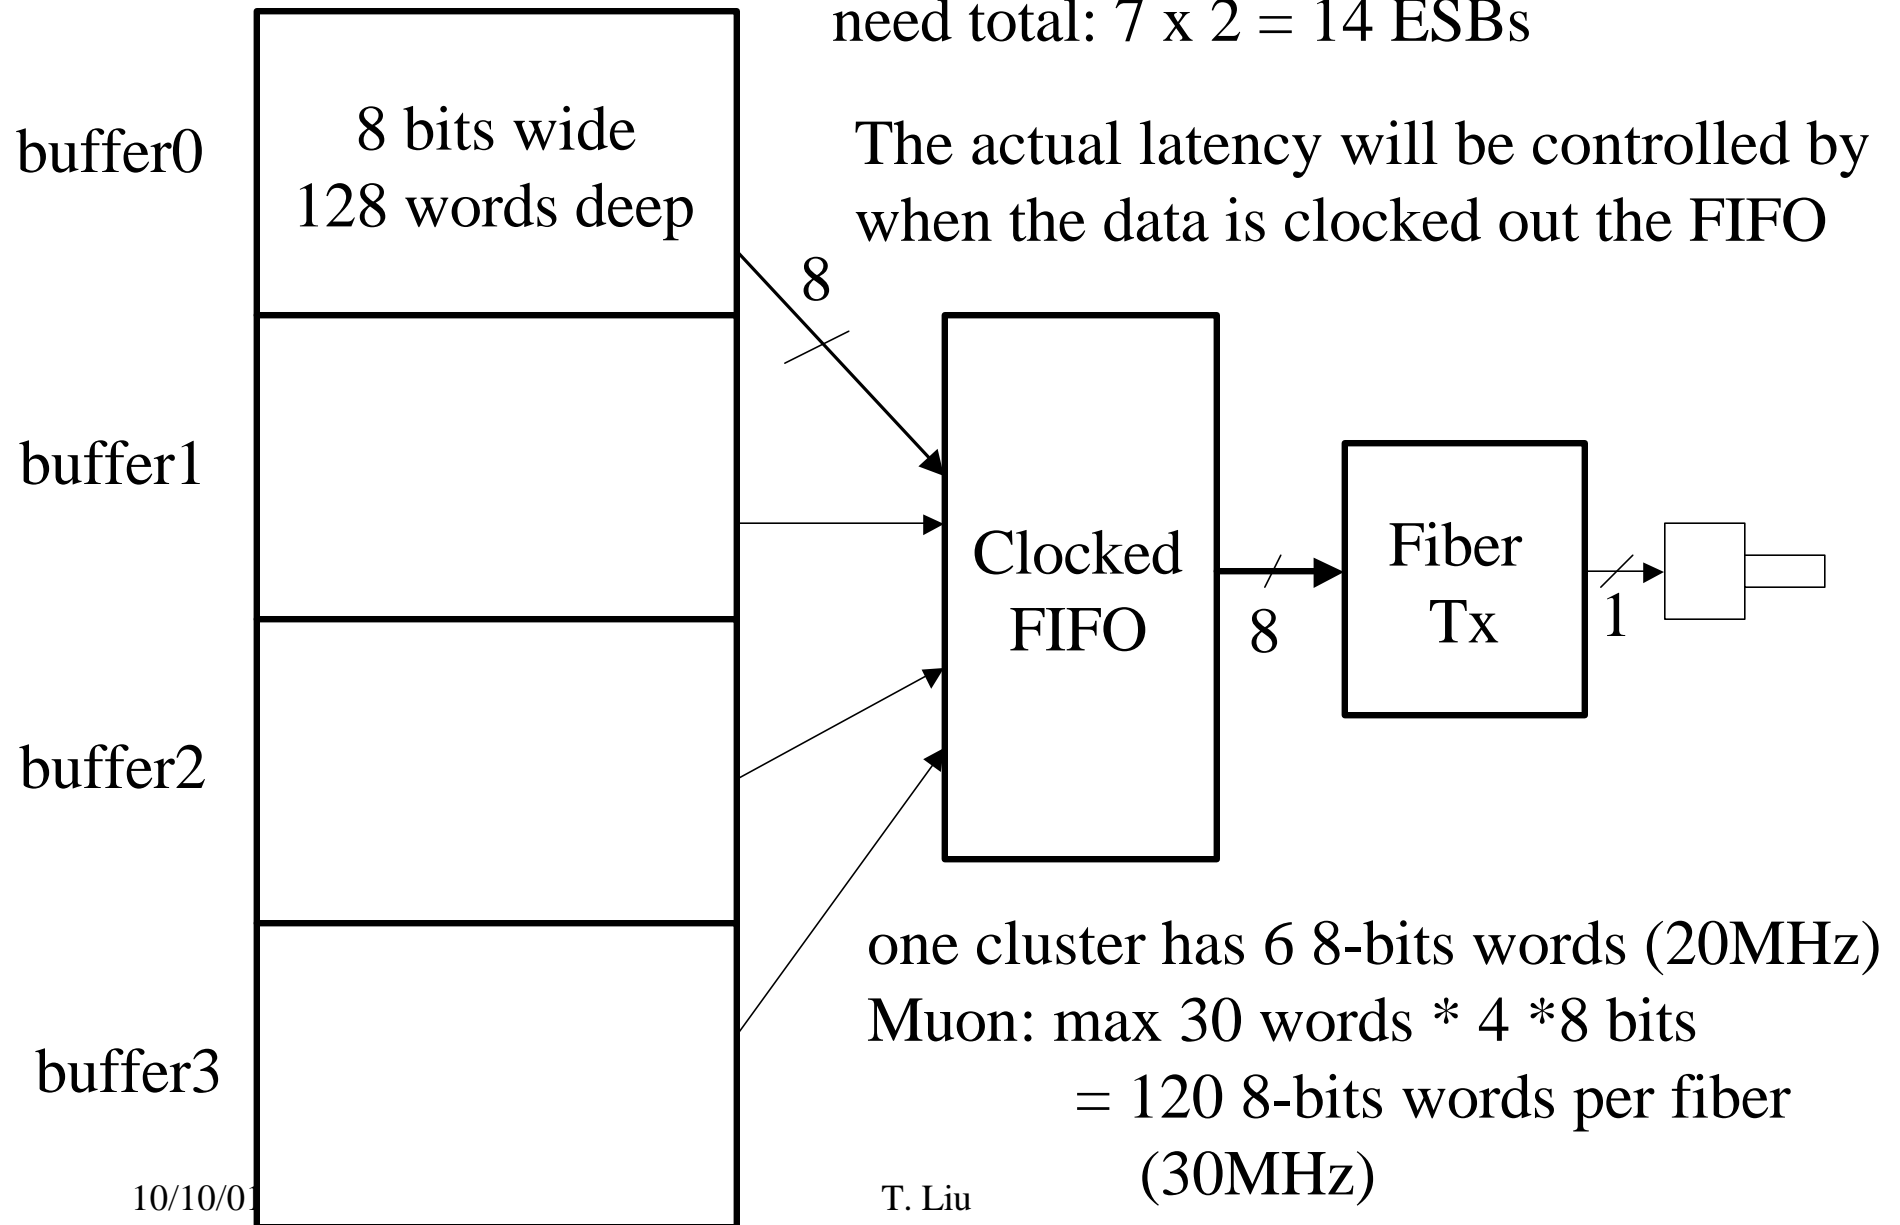 need total: 7 x 2 = 14 ESBs
buffer0
8 bits wide
128 words deep
The actual latency will be controlled by
when the data is clocked out the FIFO
8
buffer1
Clocked
FIFO
8
Fiber
Tx
1
buffer2
buffer3
one cluster has 6 8-bits words (20MHz)
Muon: max 30 words * 4 *8 bits
= 120 8-bits words per fiber
(30MHz)
10/10/01
T. Liu